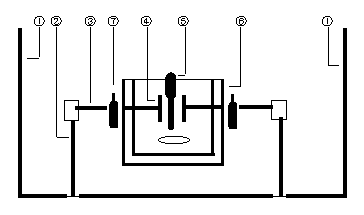 ① ② ③ ⑦ ④ ⑤ ⑥ ①